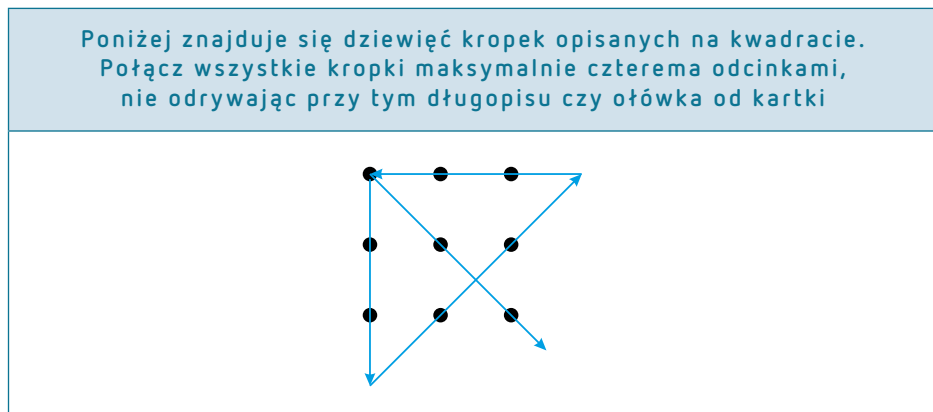 Poniżej znajduje się dziewięć kropek opisanych na kwadracie.
Połącz wszystkie kropki maksymalnie czterema odcinkami,
nie odrywając przy tym długopisu czy ołówka od kartki